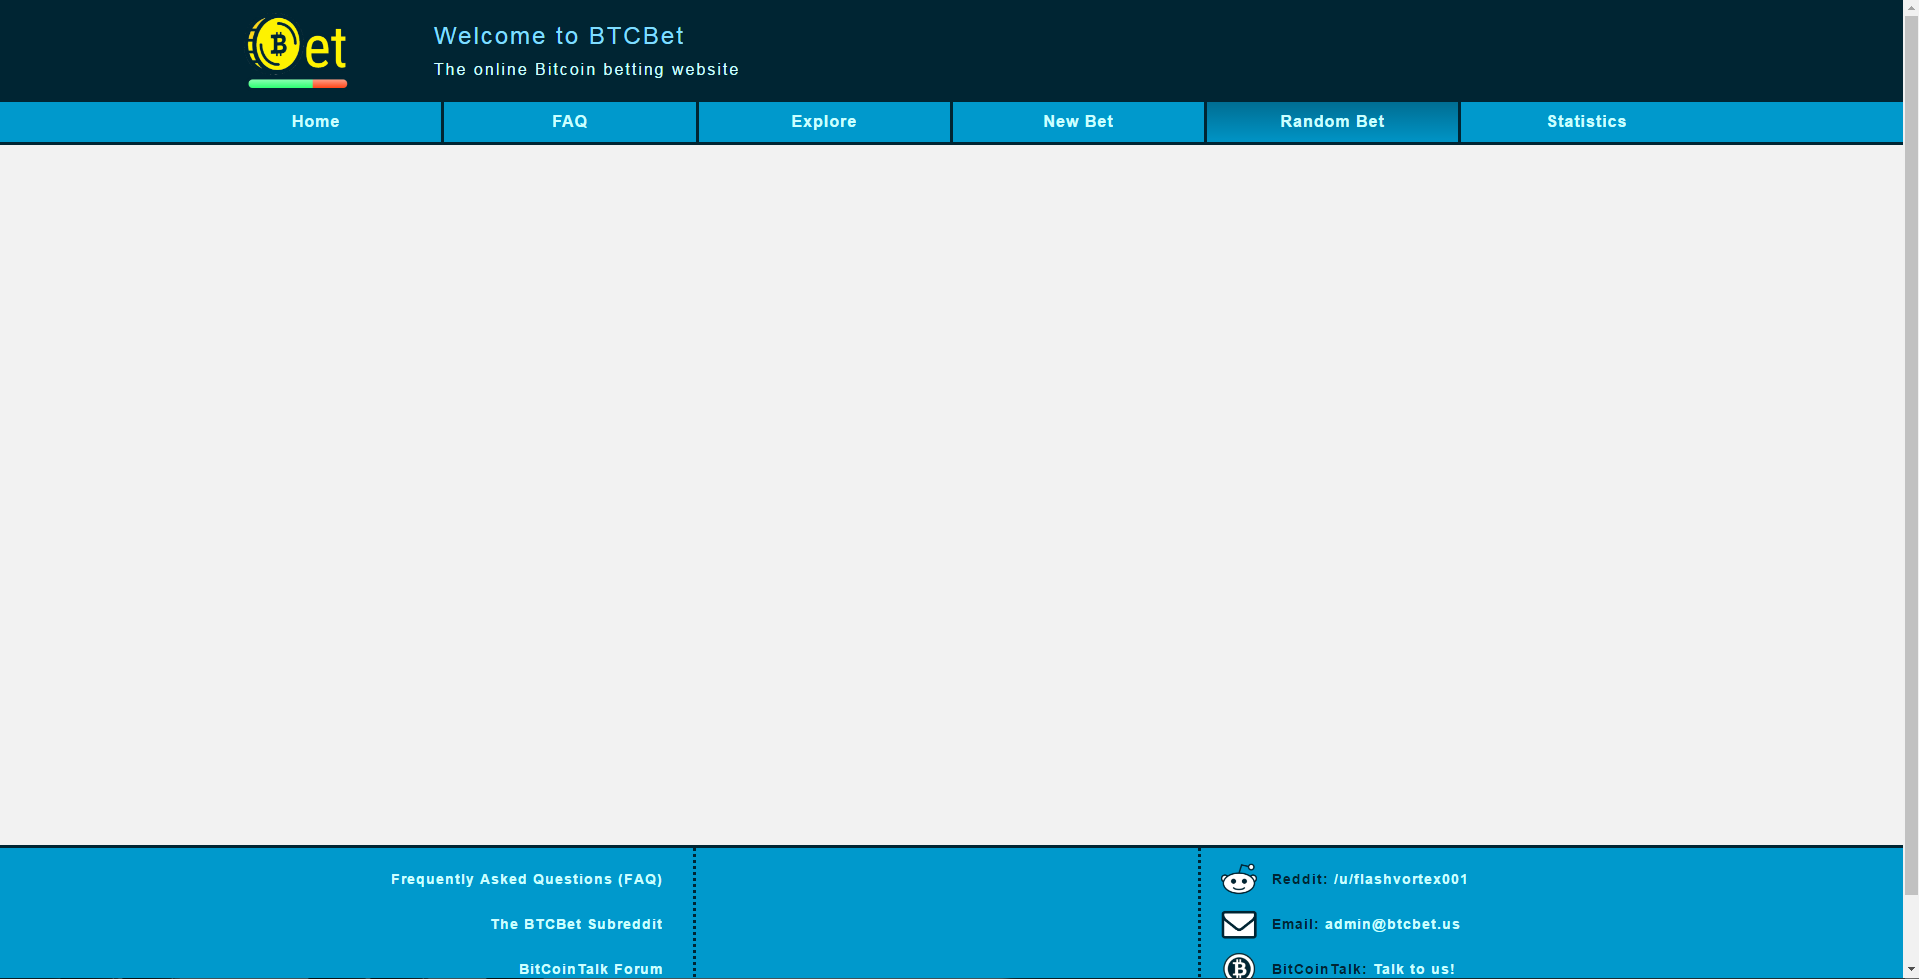 et
Welcome to BTCBet
The online Bitcoin betting website
Home
FAQ
Explore
New Bet
Random Bet
Statistics
Frequently Asked Questions (FAQ)
The BTCBet Subreddit
BitCoinTalk Forum
Reddit: /u/flashvortex001
Email: admin@btcbet.us
BitCoinTalk: Talk to us!